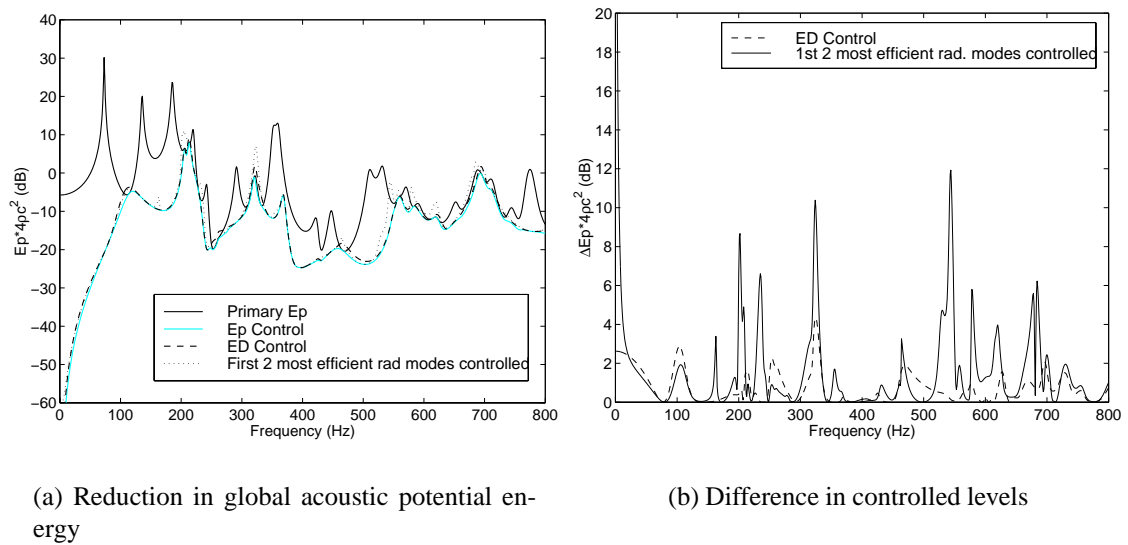 40
30
20
10
0
−10
−20
−30
−40
−50
−60
0 100 200 300 400 500 600 700 800
Frequency (Hz)
Ep*4ρc² (dB)
Primary Ep
Ep Control
ED Control
First 2 most efficient rad modes controlled
20
18
16
14
12
10
8
6
4
2
0
0 100 200 300 400 500 600 700 800
Frequency (Hz)
ΔEp*4ρc² (dB)
ED Control
1st 2 most efficient rad. modes controlled
(a) Reduction in global acoustic potential en-
ergy
(b) Difference in controlled levels